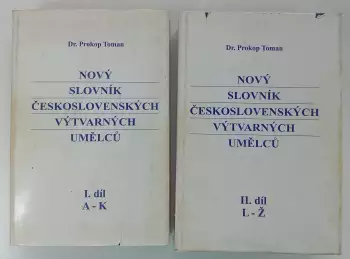 Dr. Prokop Toman
NOVÝ
SLOVNÍK
ČESKOSLOVENSKÝCH
VÝTVARNÝCH
UMĚLCŮ
I. díl
A - K
Dr. Prokop Toman
NOVÝ
SLOVNÍK
ČESKOSLOVENSKÝCH
VÝTVARNÝCH
UMĚLCŮ
II. díl
L - Ž